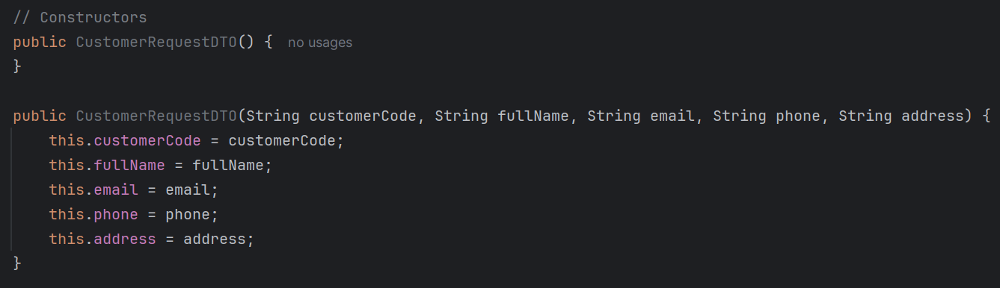 // Constructors
public CustomerRequestDTO() { no usages
}
public CustomerRequestDTO(String customerCode, String fullName, String email, String phone, String address) {
this.customerCode = customerCode;
this.fullName = fullName;
this.email = email;
this.phone = phone;
this.address = address;
}